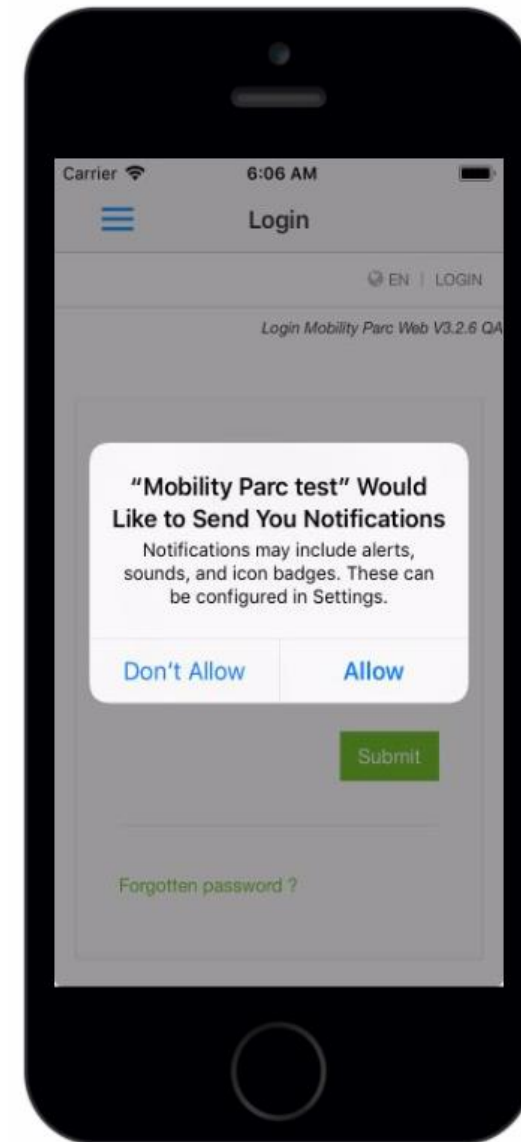 Carrier 6:06 AM
Login
EN | LOGIN
Login Mobility Parc Web V3.2.6 QA
“Mobility Parc test” Would
Like to Send You Notifications
Notifications may include alerts,
sounds, and icon badges. These can
be configured in Settings.
Don’t Allow Allow
Submit
Forgotten password ?